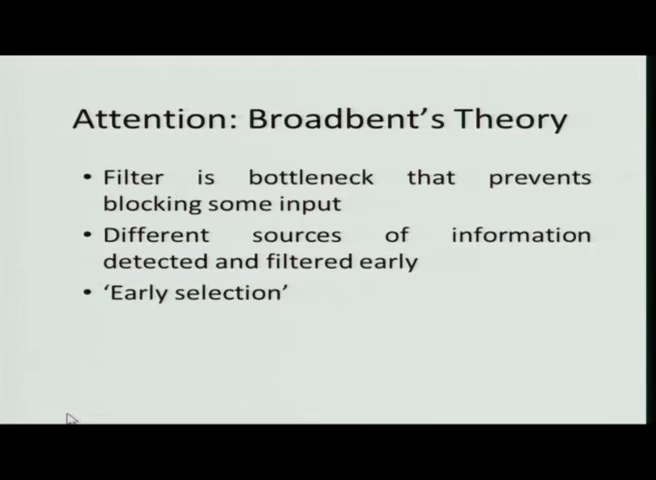 Attention: Broadbent's Theory
• Filter is bottleneck that prevents
blocking some input
• Different sources of information
detected and filtered early
• 'Early selection'